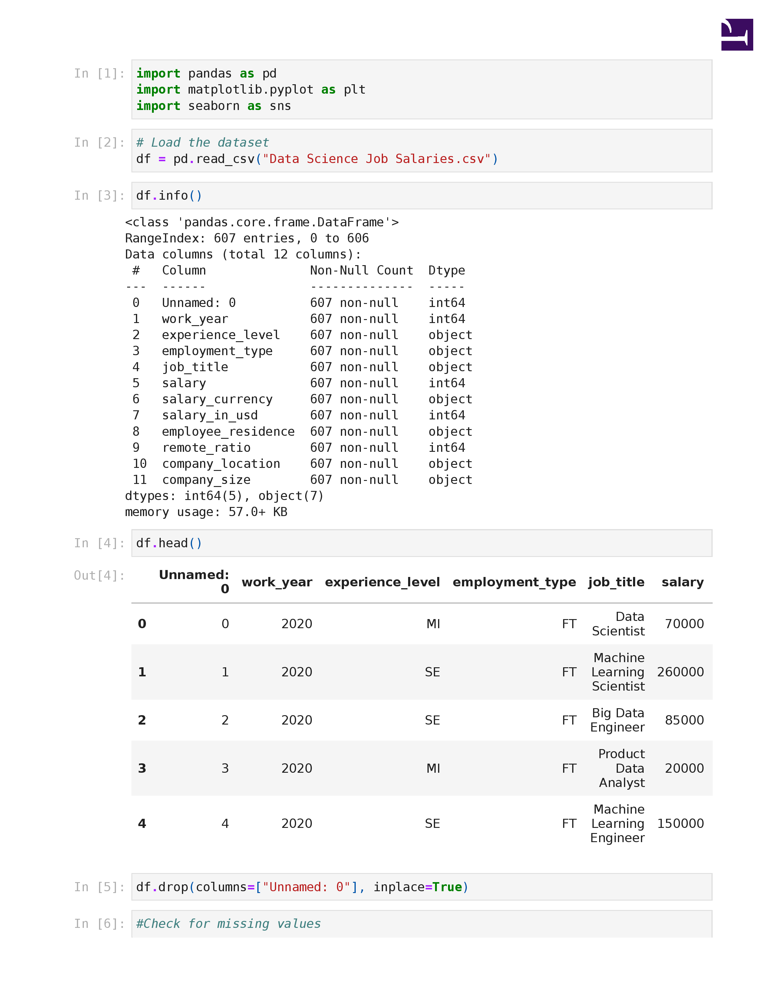 In [1]: import pandas as pd
import matplotlib.pyplot as plt
import seaborn as sns
In [2]: # Load the dataset
df = pd.read_csv("Data Science Job Salaries.csv")
In [3]: df.info()
<class 'pandas.core.frame.DataFrame'>
RangeIndex: 607 entries, 0 to 606
Data columns (total 12 columns):
 #   Column              Non-Null Count  Dtype
---  ------              --------------  -----
 0   Unnamed: 0          607 non-null    int64
 1   work_year           607 non-null    int64
 2   experience_level    607 non-null    object
 3   employment_type     607 non-null    object
 4   job_title           607 non-null    object
 5   salary              607 non-null    int64
 6   salary_currency     607 non-null    object
 7   salary_in_usd       607 non-null    int64
 8   employee_residence  607 non-null    object
 9   remote_ratio        607 non-null    int64
 10  company_location    607 non-null    object
 11  company_size        607 non-null    object
dtypes: int64(5), object(7)
memory usage: 57.0+ KB
In [4]: df.head()
Out[4]: Unnamed: 0 work_year experience_level employment_type job_title salary
0 0 2020 MI FT Data Scientist 70000
1 1 2020 SE FT Machine Learning Scientist 260000
2 2 2020 SE FT Big Data Engineer 85000
3 3 2020 MI FT Product Data Analyst 20000
4 4 2020 SE FT Machine Learning Engineer 150000
In [5]: df.drop(columns=["Unnamed: 0"], inplace=True)
In [6]: #Check for missing values